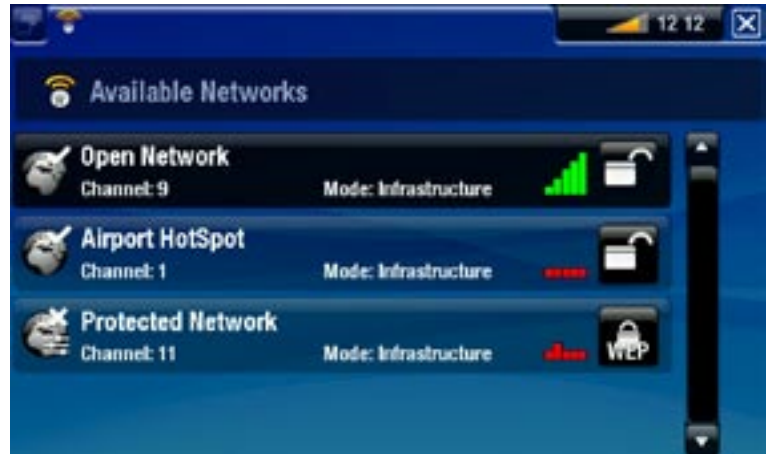 12 12
Available Networks
Open Network
Channel: 9 Mode: Infrastructure
Airport HotSpot
Channel: 1 Mode: Infrastructure
Protected Network
Channel: 11 Mode: Infrastructure
WEP